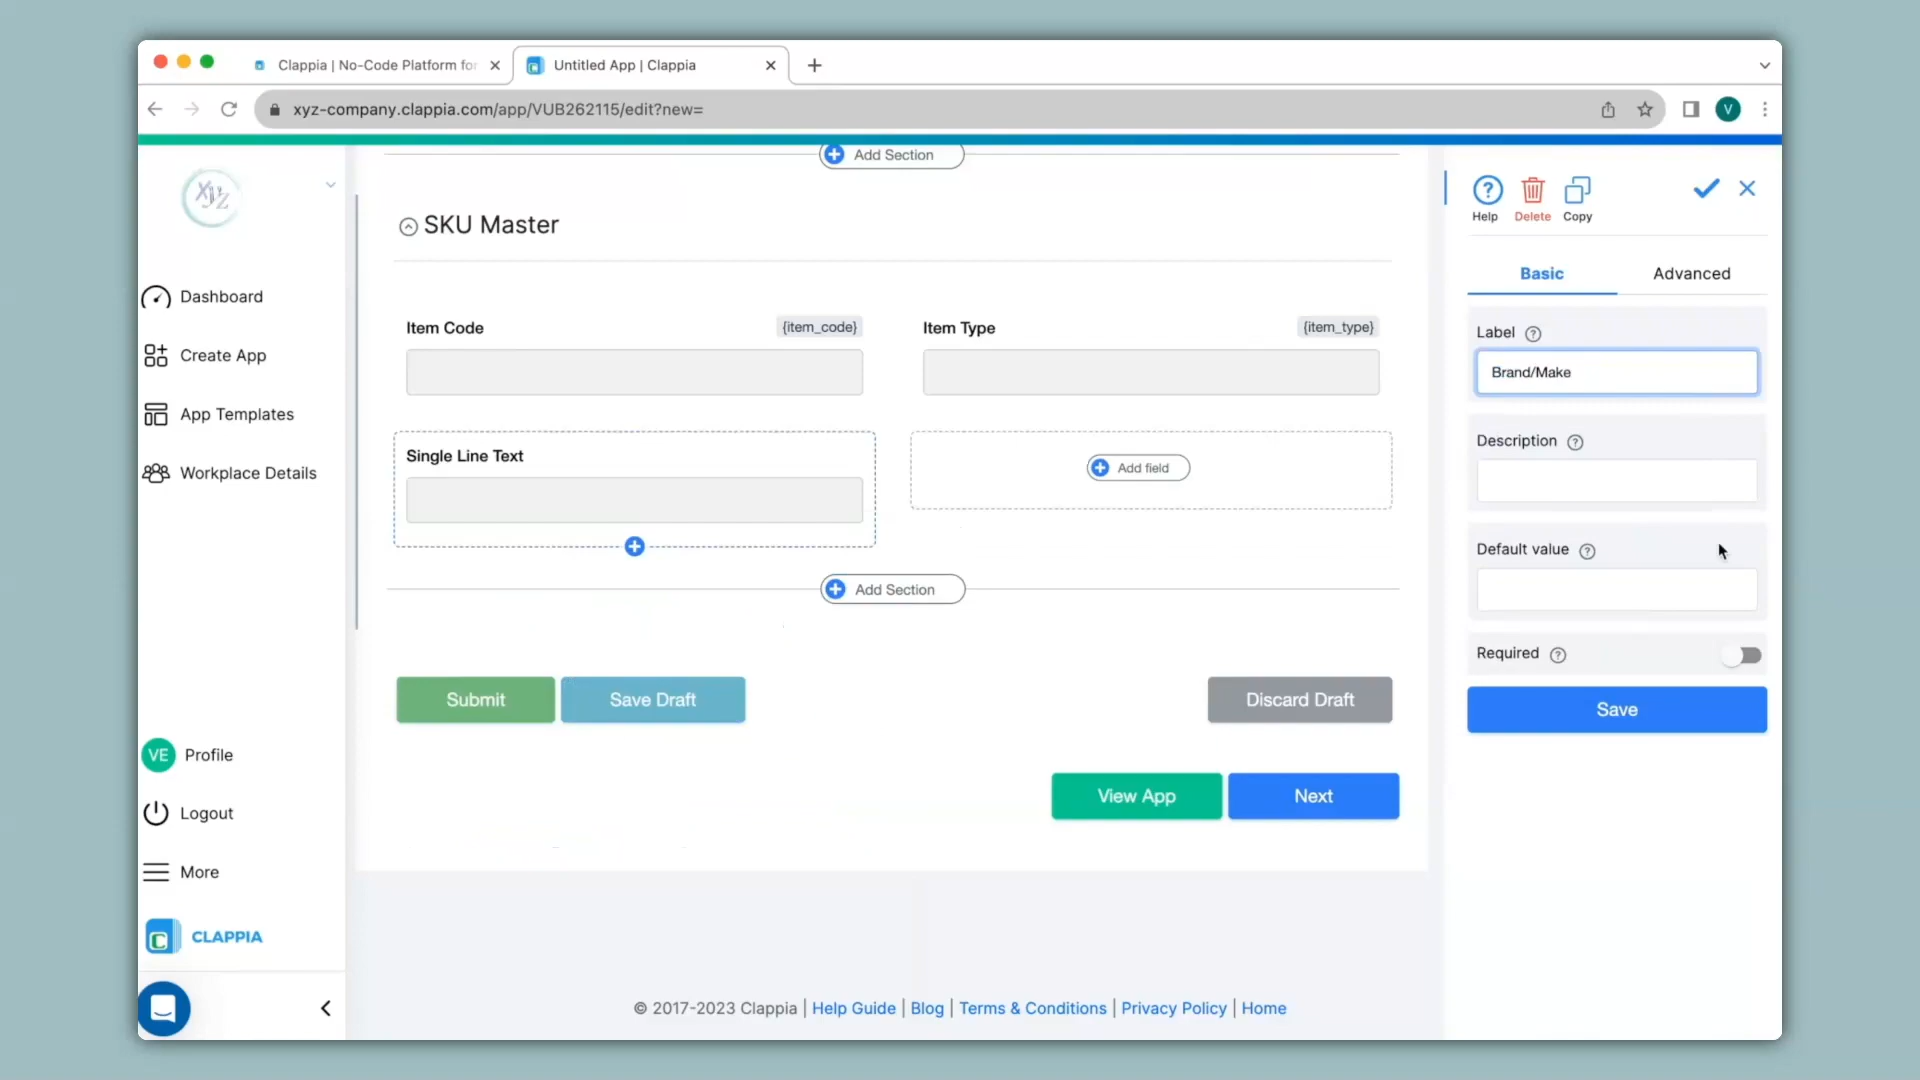 Clappia | No-Code Platform for
Untitled App | Clappia
xyz-company.clappia.com/app/VUB262115/edit?new=
V
XYZ
Dashboard
Create App
App Templates
Workplace Details
VE Profile
Logout
More
CLAPPIA
Add Section
SKU Master
Item Code {item_code}
Item Type {item_type}
Single Line Text
Add field
Add Section
Submit
Save Draft
Discard Draft
View App
Next
© 2017-2023 Clappia | Help Guide | Blog | Terms & Conditions | Privacy Policy | Home
Help
Delete
Copy
Basic
Advanced
Label
Brand/Make
Description
Default value
Required
Save